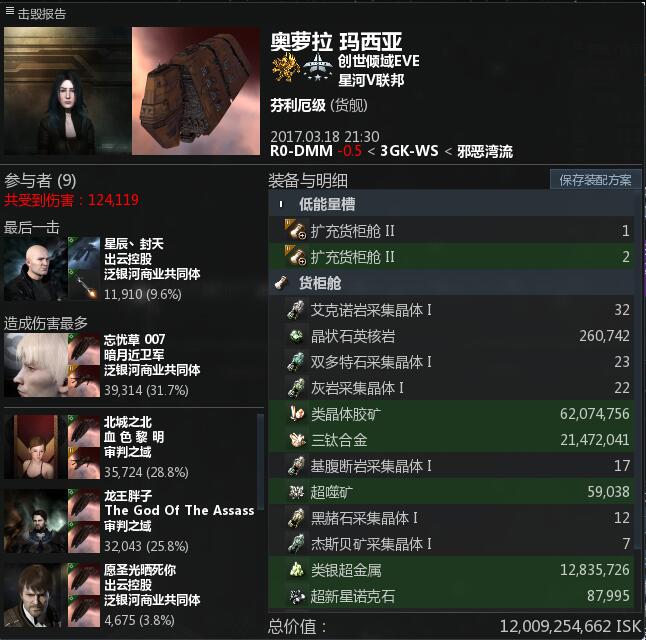 击毁报告
奥萝拉 玛西亚
创世倾域EVE
星河V联邦
芬利厄级 (货舰)
2017.03.18 21:30
R0-DMM -0.5 < 3GK-WS < 邪恶湾流
参与者 (9)
共受到伤害：124,119
最后一击
星辰、封天
出云控股
泛银河商业共同体
11,910 (9.6%)
造成伤害最多
忘忧草 007
暗月近卫军
泛银河商业共同体
39,314 (31.7%)
北城之北
血 色 黎 明
审判之域
35,724 (28.8%)
龙王胖子
The God Of The Assass
审判之域
32,043 (25.8%)
愿圣光晒死你
出云控股
泛银河商业共同体
4,675 (3.8%)
装备与明细
保存装配方案
低能量槽
扩充货柜舱 II 1
扩充货柜舱 II 2
货柜舱
艾克诺岩采集晶体 I 32
晶状石英核岩 260,742
双多特石采集晶体 I 23
灰岩采集晶体 I 22
类晶体胶矿 62,074,756
三钛合金 21,472,041
基腹断岩采集晶体 I 17
超噬矿 59,038
黑赭石采集晶体 I 12
杰斯贝矿采集晶体 I 7
类银超金属 12,835,726
超新星诺克石 87,995
总价值： 12,009,254,662 ISK